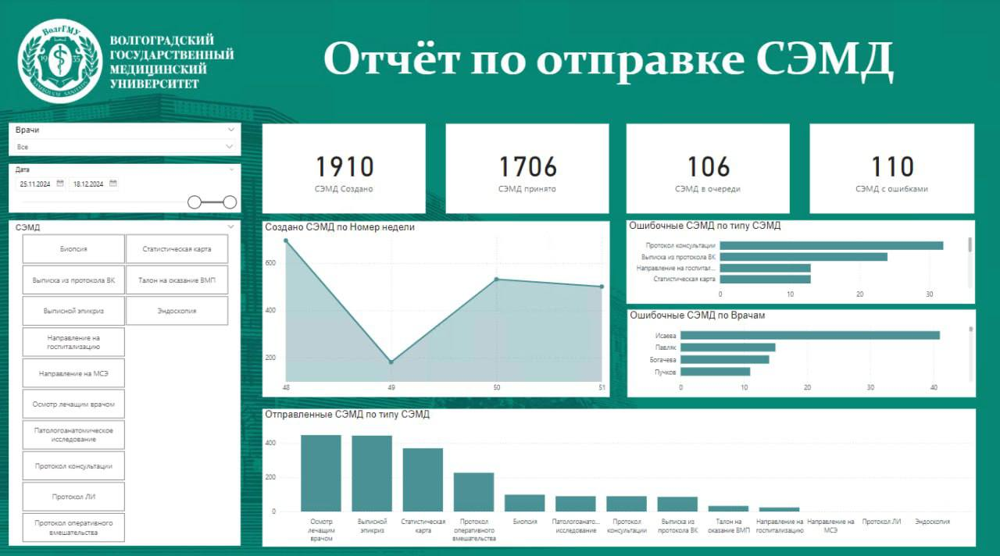 ВолгГМУ
1935
ВОЛГОГРАДСКИЙ
ГОСУДАРСТВЕННЫЙ
МЕДИЦИНСКИЙ
УНИВЕРСИТЕТ
Отчёт по отправке СЭМД
Врачи
Все
Дата
25.11.2024 18.12.2024
СЭМД
Биопсия Статистическая карта
Выписка из протокола ВК Талон на оказание ВМП
Выписной эпикриз Эндоскопия
Направление на
госпитализацию
Направление на МСЭ
Осмотр лечащим врачом
Патологоанатомическое
исследование
Протокол консультации
Протокол ЛИ
Протокол оперативного
вмешательства
1910
СЭМД Создано
1706
СЭМД принято
106
СЭМД в очереди
110
СЭМД с ошибками
Создано СЭМД по Номер недели
600
400
200
48 49 50 51
Ошибочные СЭМД по типу СЭМД
Протокол консультации
Выписка из протокола ВК
Направление на госпитал...
Статистическая карта
0 10 20 30
Ошибочные СЭМД по Врачам
Исаева
Павляк
Богачева
Пучков
0 10 20 30 40
Отправленные СЭМД по типу СЭМД
400
200
0
Осмотр
лечащим
врачом
Выписной
эпикриз
Статистическая
карта
Протокол
оперативного
вмешательства
Биопсия
Патологоанато...
исследование
Протокол
консультации
Выписка из
протокола ВК
Талон на
оказание ВМП
Направление на
госпитализацию
Направление на
МСЭ
Протокол ЛИ
Эндоскопия